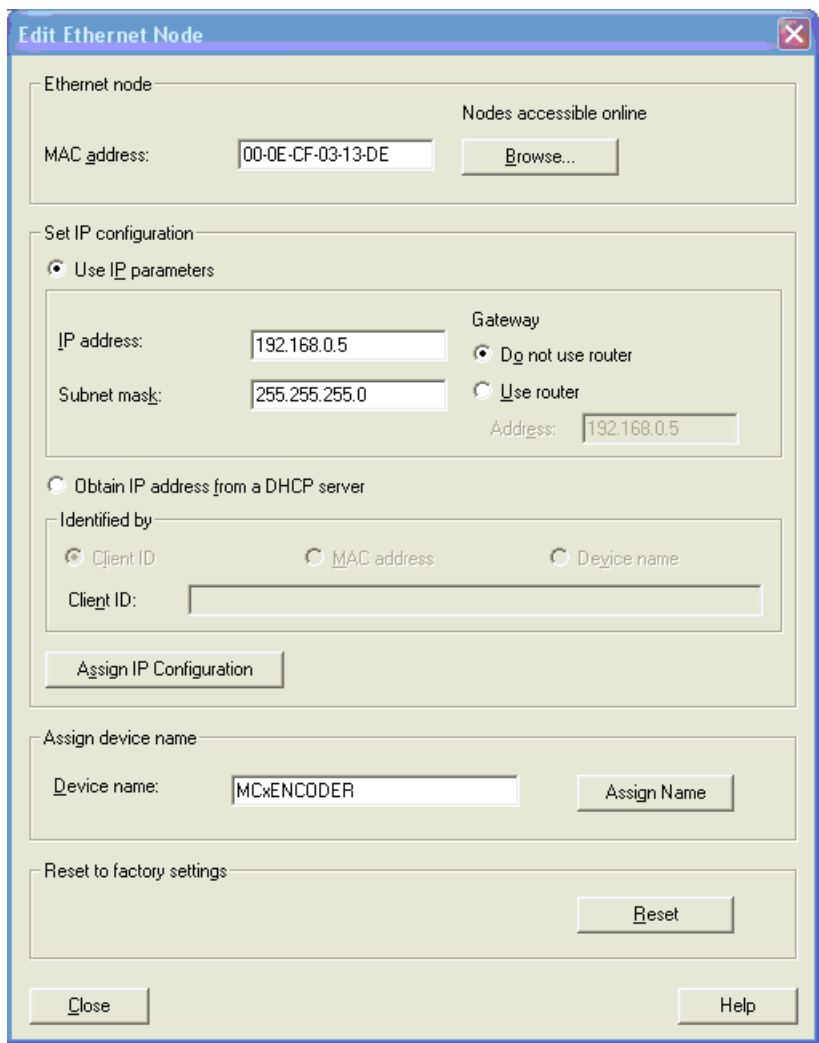 Edit Ethernet Node
Ethernet node
Nodes accessible online
MAC address: 00-0E-CF-03-13-DE Browse...
Set IP configuration
Use IP parameters
Gateway
IP address: 192.168.0.5 Do not use router
Subnet mask: 255.255.255.0 Use router
Address: 192.168.0.5
Obtain IP address from a DHCP server
Identified by
Client ID MAC address Device name
Client ID:
Assign IP Configuration
Assign device name
Device name: MCxENCODER Assign Name
Reset to factory settings
Reset
Close Help